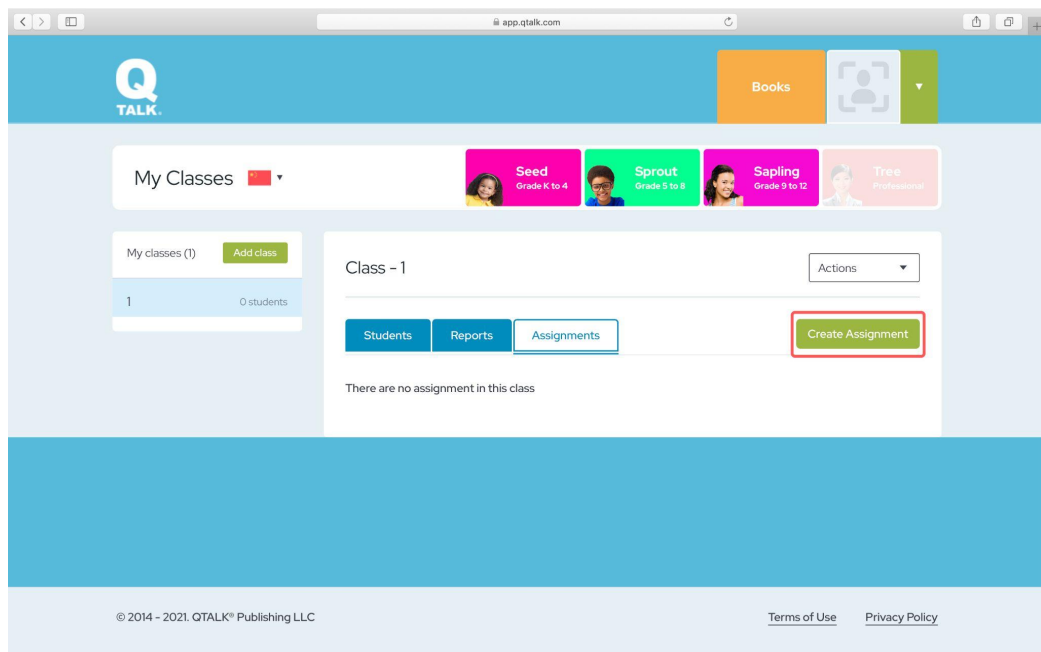 app.qtalk.com
Q
TALK.
Books
My Classes
Seed
Grade K to 4
Sprout
Grade 5 to 8
Sapling
Grade 9 to 12
Tree
Professional
My classes (1)
Add class
1
0 students
Class - 1
Actions
Students
Reports
Assignments
Create Assignment
There are no assignment in this class
© 2014 - 2021. QTALK® Publishing LLC
Terms of Use
Privacy Policy